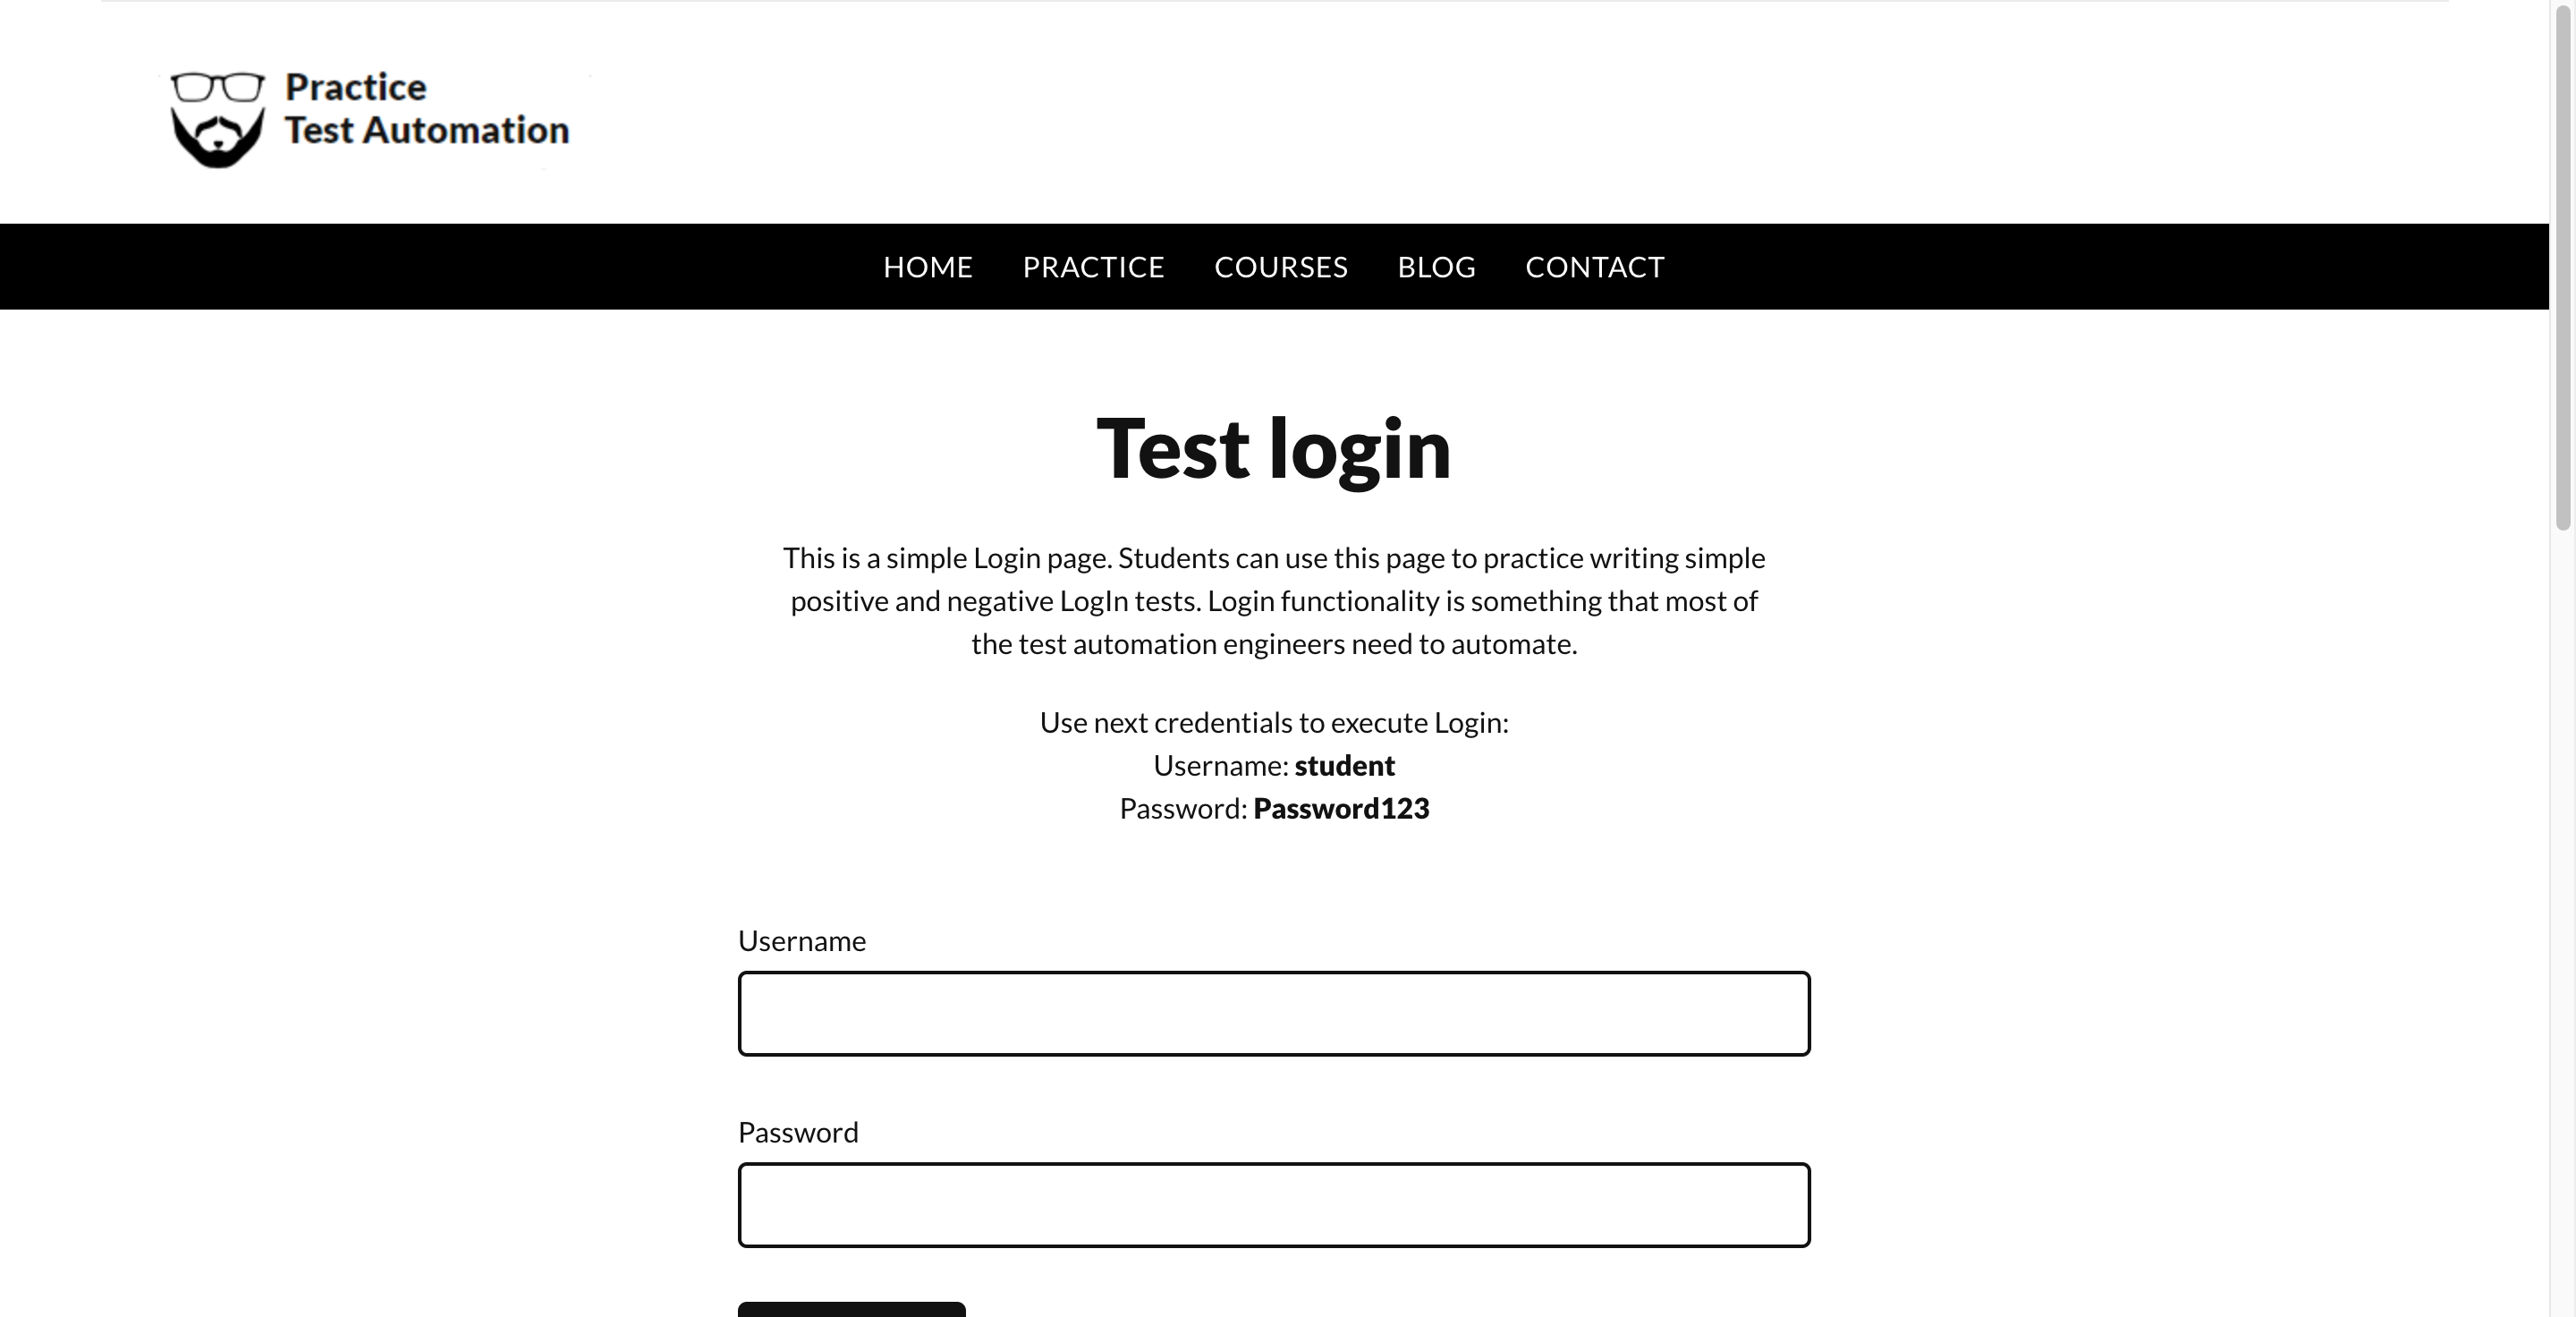 Practice
Test Automation
HOME PRACTICE COURSES BLOG CONTACT
Test login
This is a simple Login page. Students can use this page to practice writing simple
positive and negative LogIn tests. Login functionality is something that most of
the test automation engineers need to automate.
Use next credentials to execute Login:
Username: student
Password: Password123
Username
Password